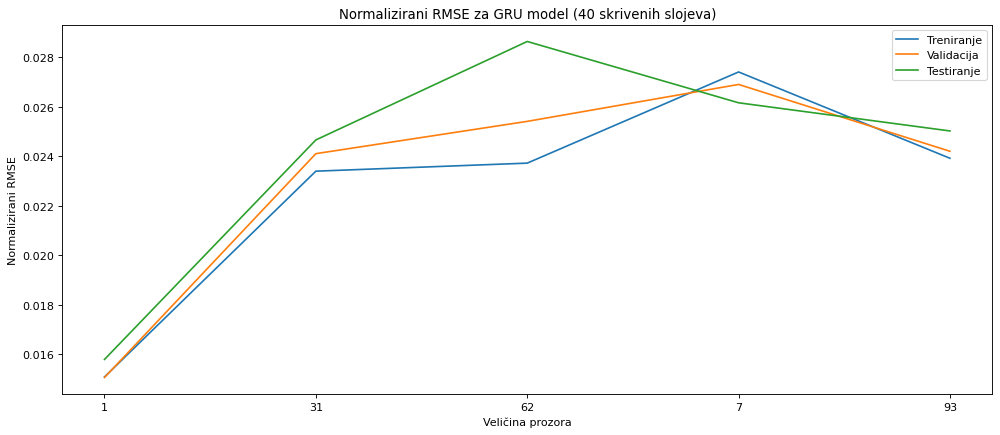 Normalizirani RMSE za GRU model (40 skrivenih slojeva)
Treniranje
Validacija
Testiranje
Normalizirani RMSE
0.028
0.026
0.024
0.022
0.020
0.018
0.016
1 31 62 7 93
Veličina prozora